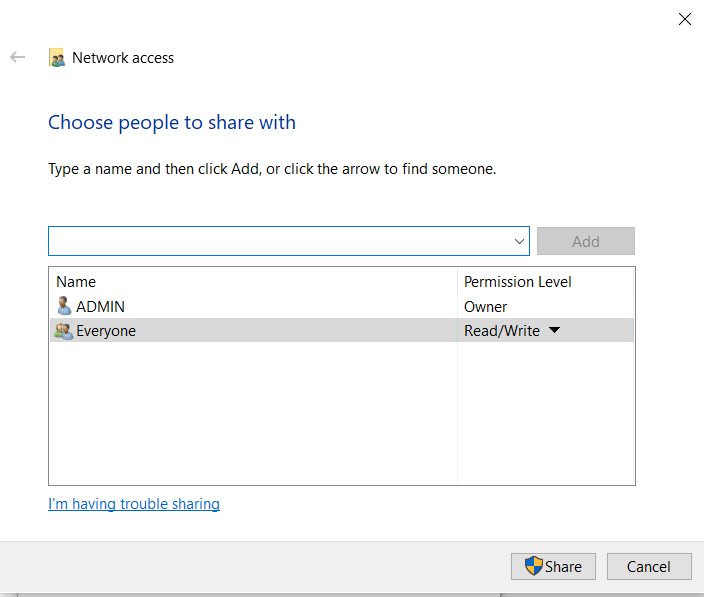 Network access
Choose people to share with
Type a name and then click Add, or click the arrow to find someone.
Add
Name Permission Level
ADMIN Owner
Everyone Read/Write
I'm having trouble sharing
Share Cancel